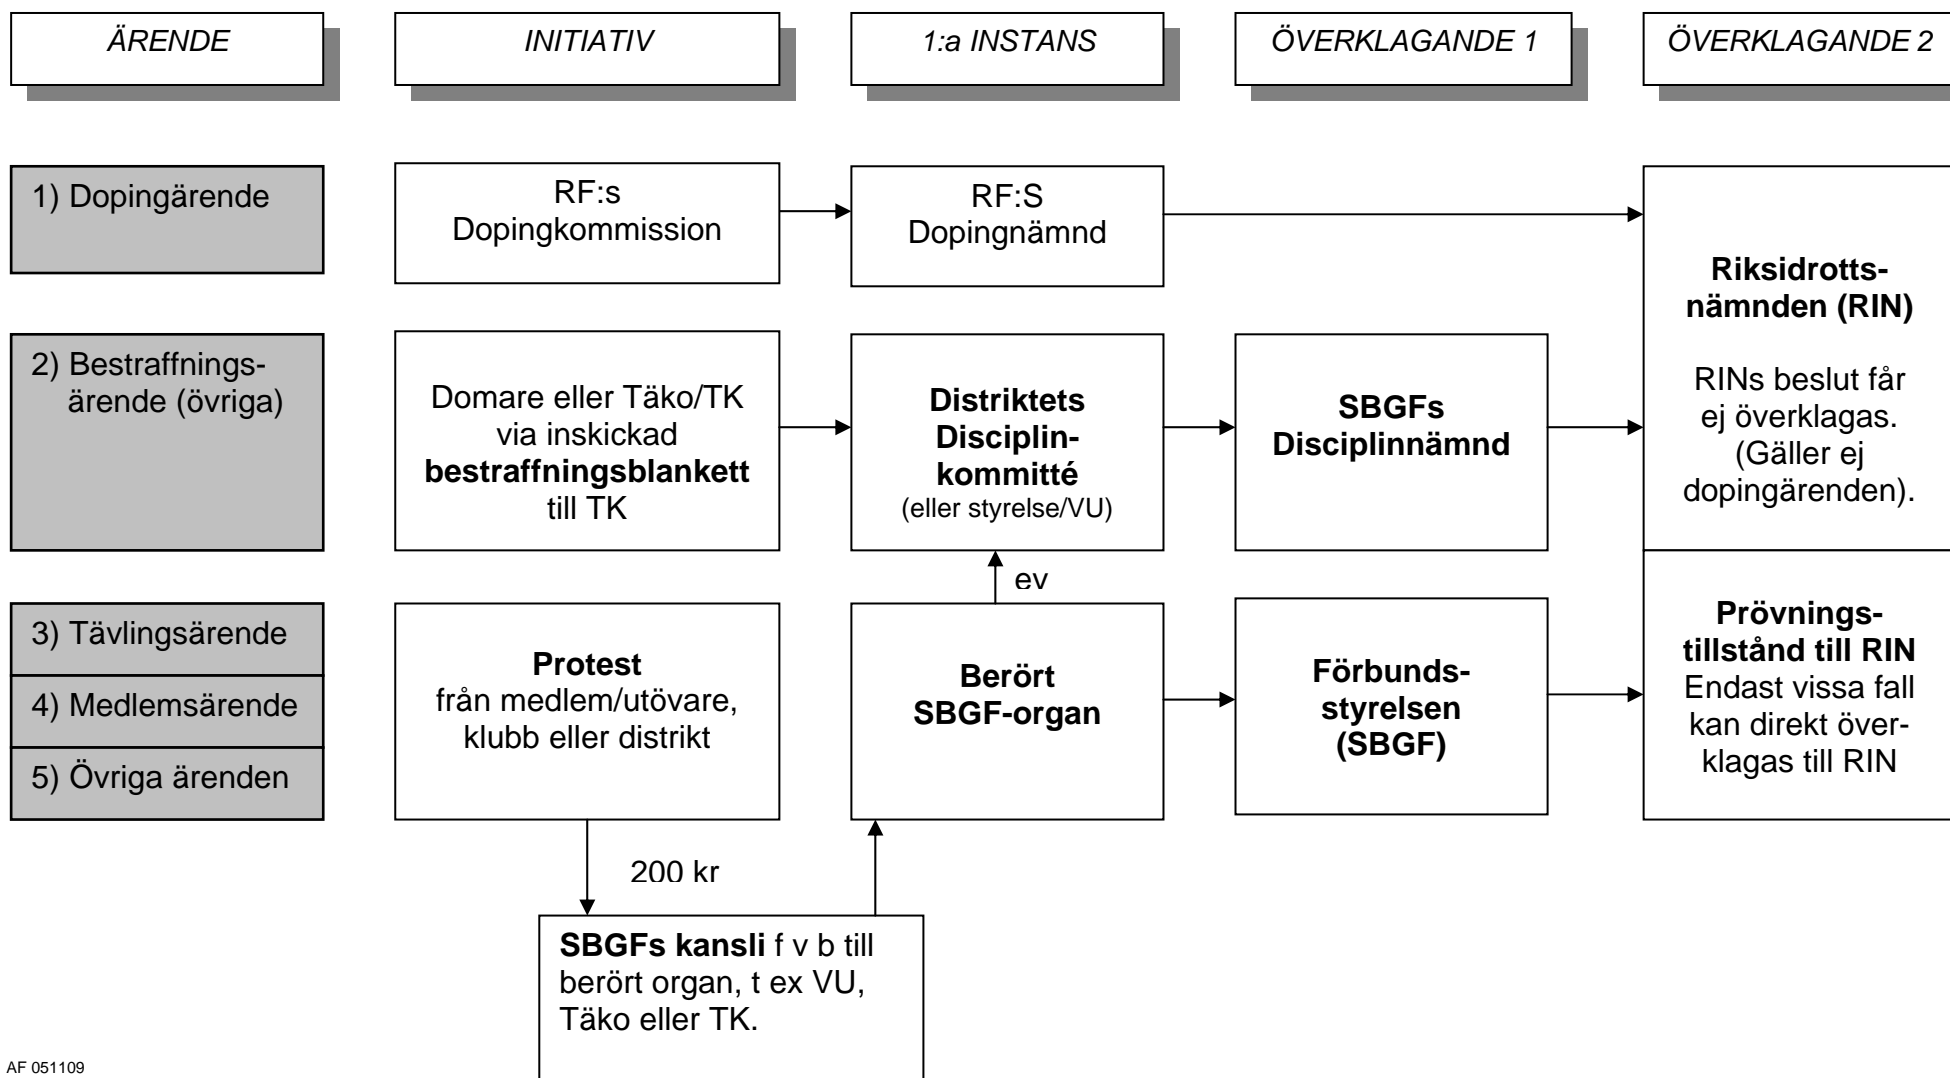 ÄRENDE
INITIATIV
1:a INSTANS
ÖVERKLAGANDE 1
ÖVERKLAGANDE 2
1) Dopingärende
RF:s
Dopingkommission
RF:S
Dopingnämnd
Riksidrotts-
nämnden (RIN)
RINs beslut får
ej överklagas.
(Gäller ej
dopingärenden).
2) Bestraffnings-
ärende (övriga)
Domare eller Täko/TK
via inskickad
bestraffningsblankett
till TK
Distriktets
Disciplin-
kommitté
(eller styrelse/VU)
SBGFs
Disciplinnämnd
ev
3) Tävlingsärende
4) Medlemsärende
5) Övriga ärenden
Protest
från medlem/utövare,
klubb eller distrikt
Berört
SBGF-organ
Förbunds-
styrelsen
(SBGF)
Prövnings-
tillstånd till RIN
Endast vissa fall
kan direkt över-
klagas till RIN
200 kr
SBGFs kansli f v b till
berört organ, t ex VU,
Täko eller TK.
AF 051109